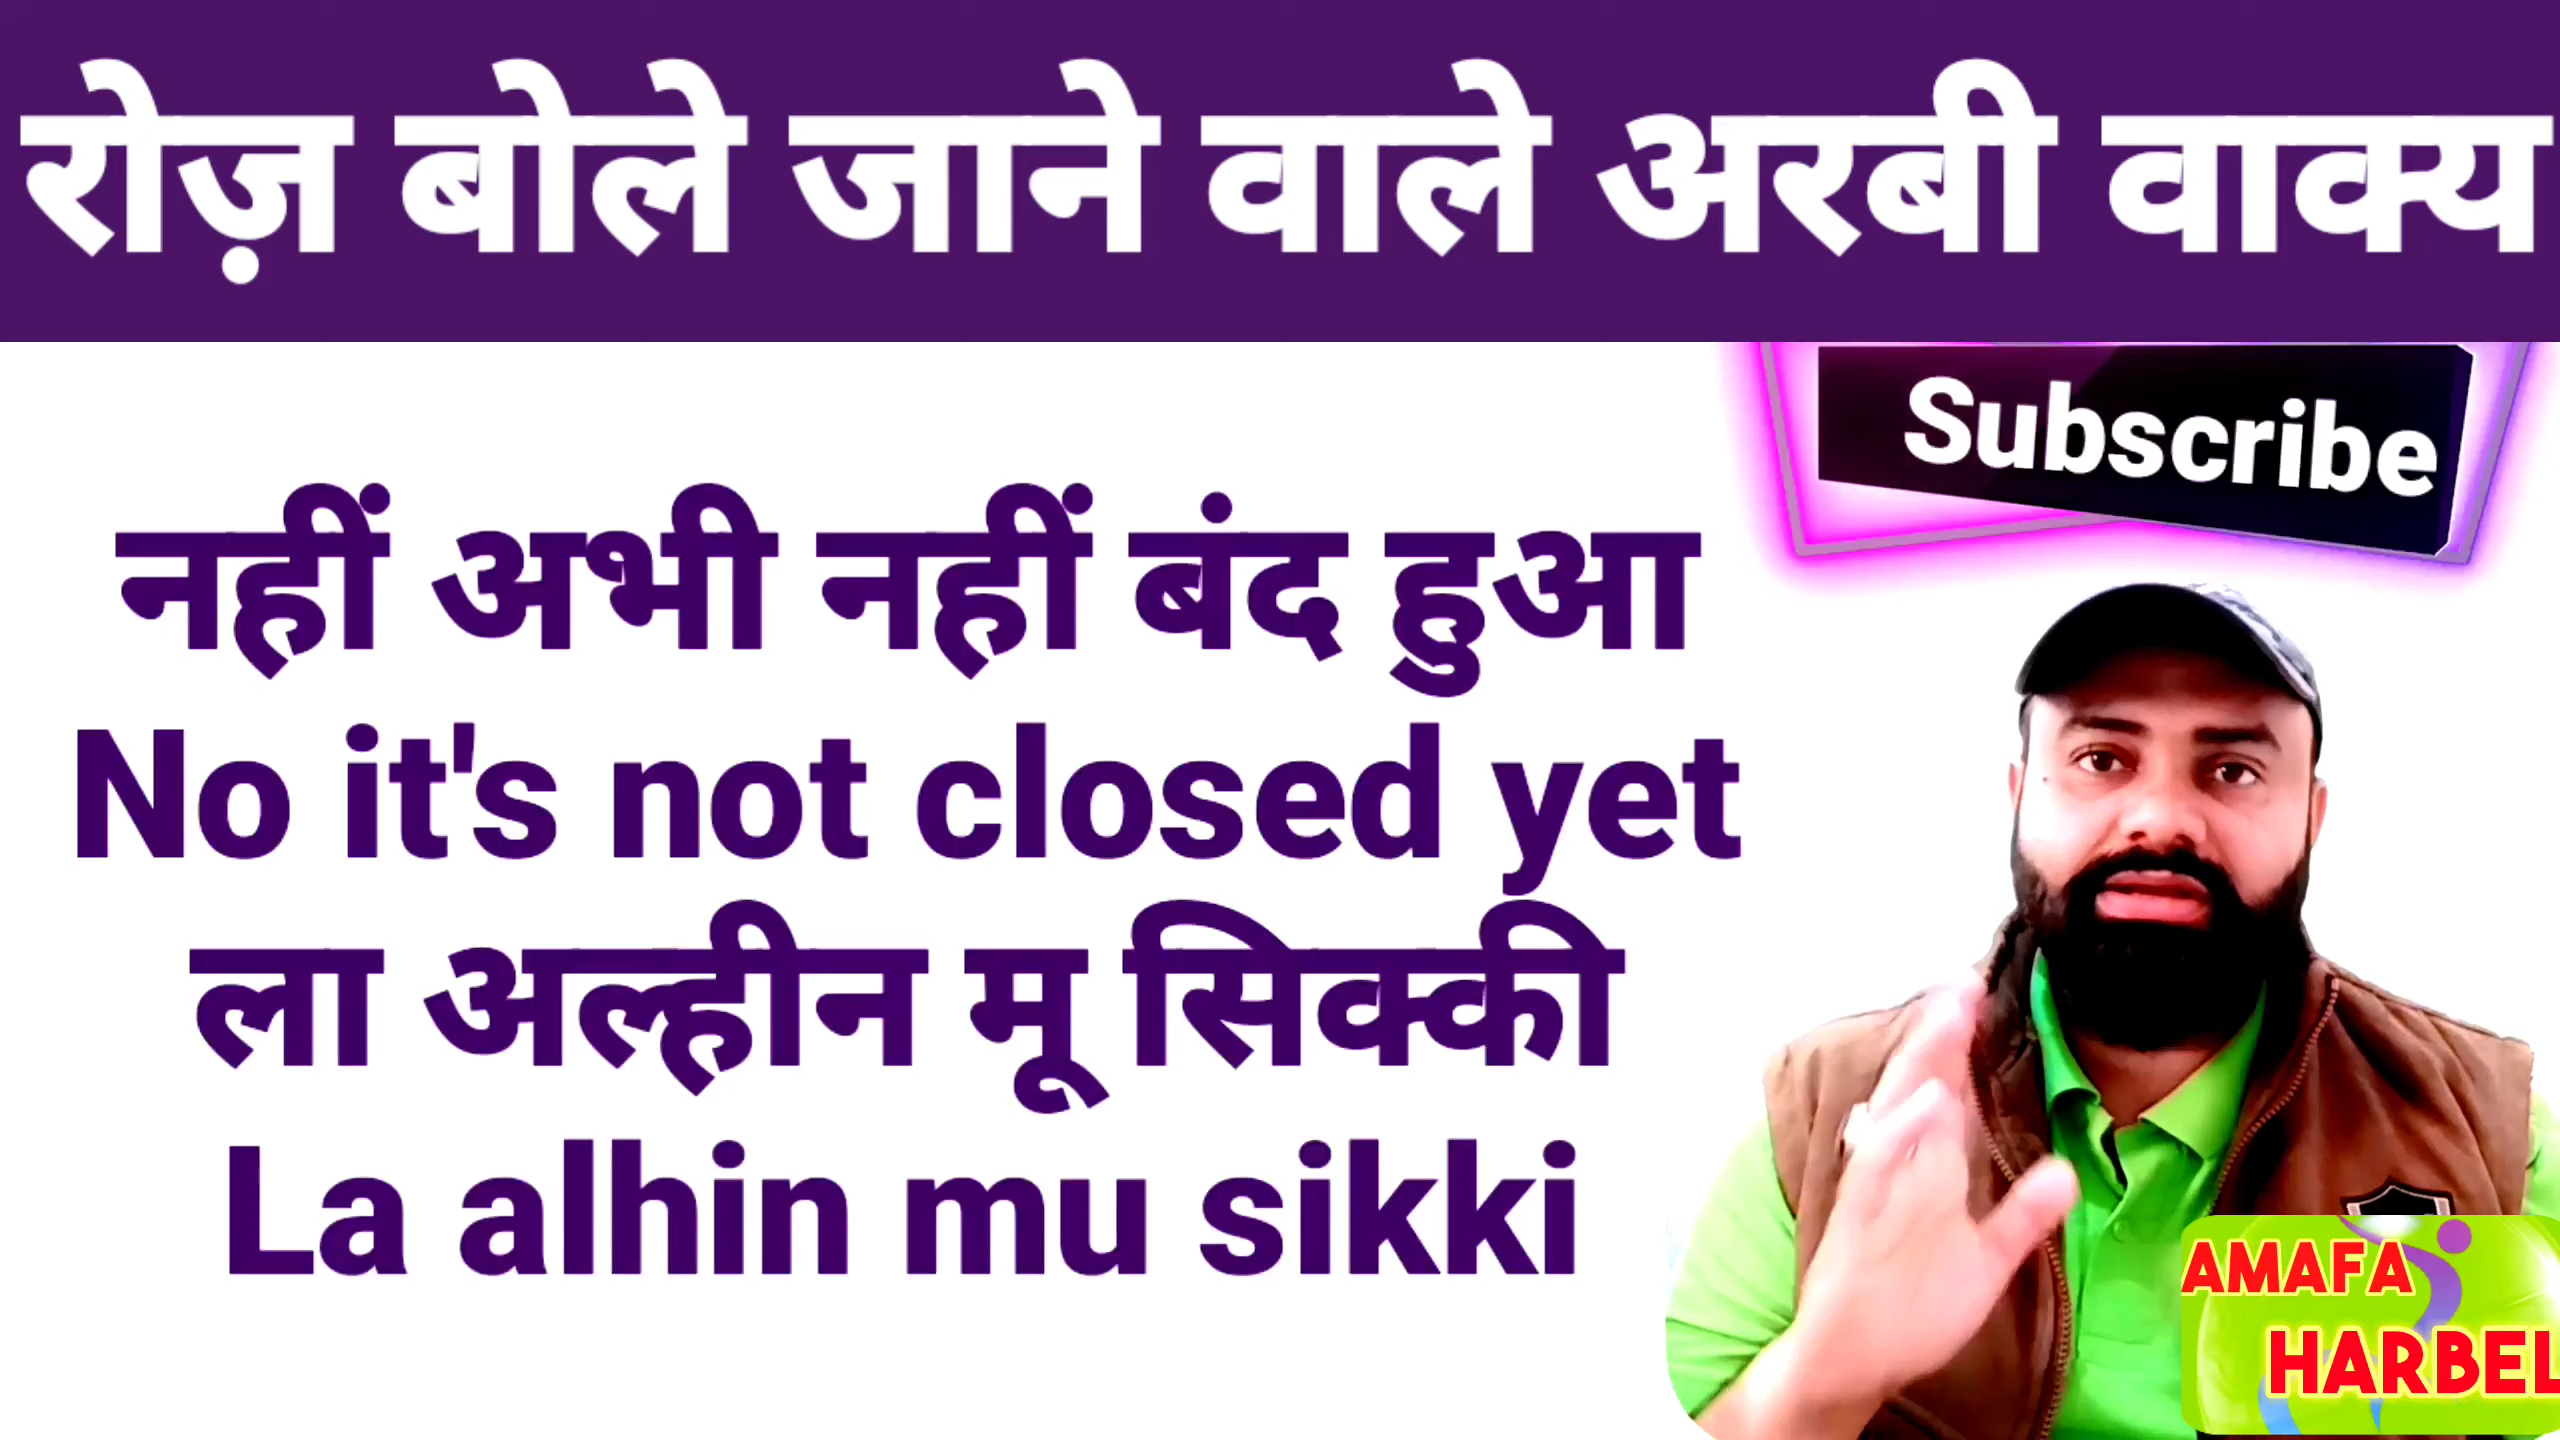 रोज़ बोले जाने वाले अरबी वाक्य
Subscribe
नहीं अभी नहीं बंद हुआ
No it's not closed yet
ला अल्हीन मू सिक्की
La alhin mu sikki
AMAFA
HARBEL